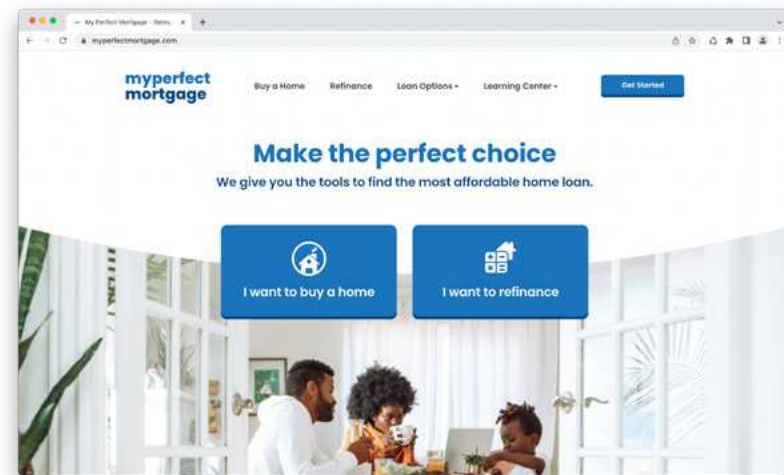 My Perfect Mortgage - Rates,
myperfectmortgage.com
myperfect
mortgage
Buy a Home
Refinance
Loan Options
Learning Center
Get Started
Make the perfect choice
We give you the tools to find the most affordable home loan.
I want to buy a home
I want to refinance